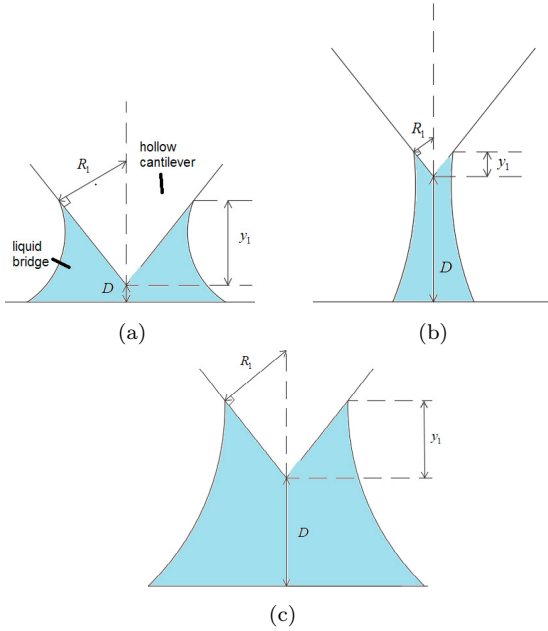 hollow
cantilever
R₁
y₁
liquid
bridge
D
(a)
R₁
y₁
D
(b)
R₁
y₁
D
(c)